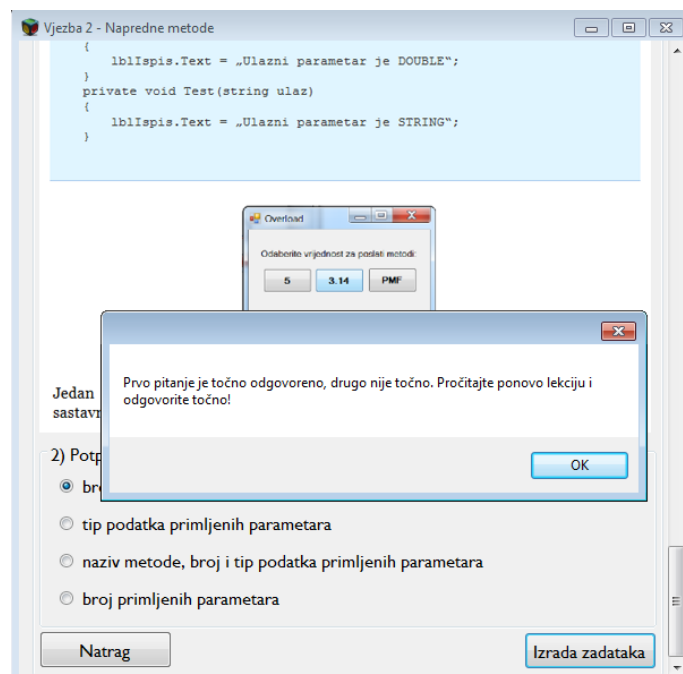 Vjezba 2 - Napredne metode
{
lblIspis.Text = „Ulazni parametar je DOUBLE“;
}
private void Test(string ulaz)
{
lblIspis.Text = „Ulazni parametar je STRING“;
}
Overload
Odaberite vrijednost za poslati metodi:
5 3.14 PMF
Prvo pitanje je točno odgovoreno, drugo nije točno. Pročitajte ponovo lekciju i
odgovorite točno!
OK
Jedan
2) 
tip podatka primljenih parametara
naziv metode, broj i tip podatka primljenih parametara
broj primljenih parametara
Natrag Izrada zadataka